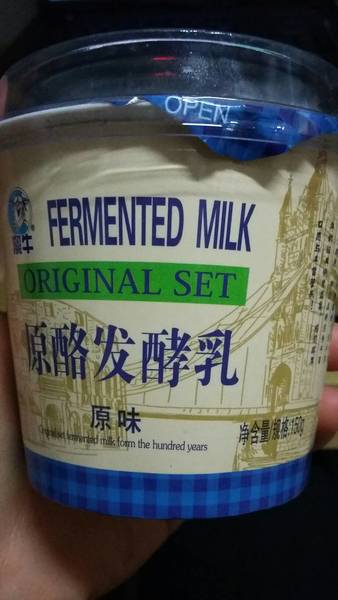 OPEN
FERMENTED MILK
ORIGINAL SET
原酪发酵乳
原味
Original set fermented milk form the hundred years
净含量/规格:150g